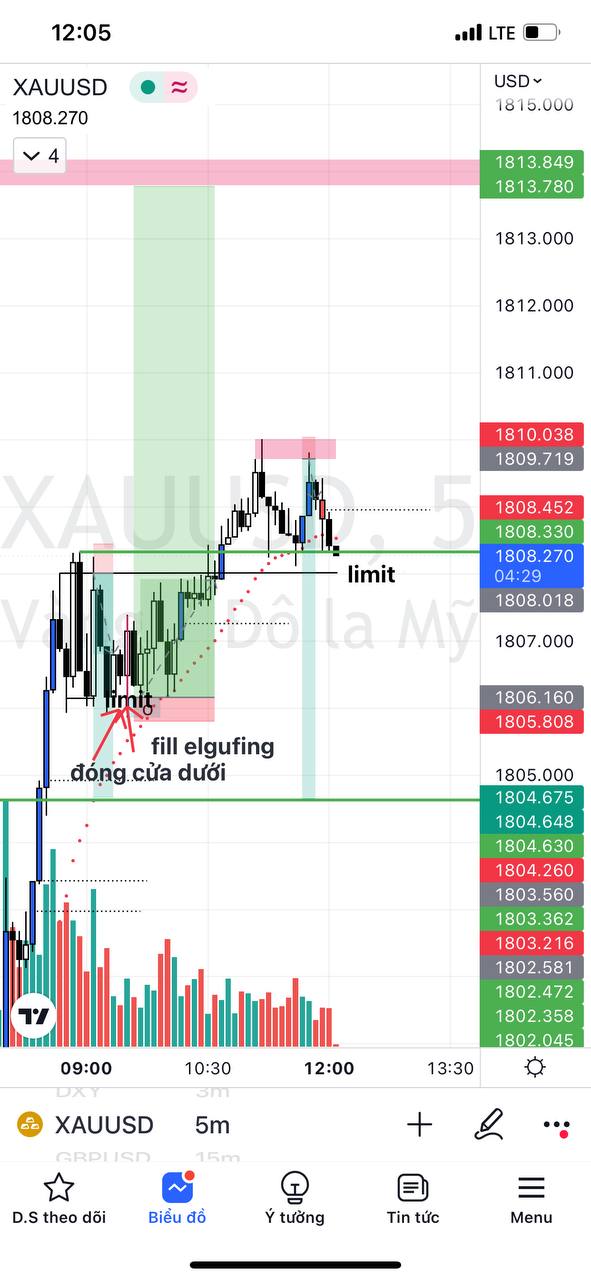 12:05
LTE
XAUUSD
1808.270
4
USD
1815.000
1813.849
1813.780
1813.000
1812.000
1811.000
1810.038
1809.719
1808.452
1808.330
1808.270
04:29
1808.018
1807.000
1806.160
1805.808
1805.000
1804.675
1804.648
1804.630
1804.260
1803.560
1803.362
1803.216
1802.581
1802.472
1802.358
1802.045
XAUUSD, 5
Vàng Đô la Mỹ
limit
limit
fill elgufing
đóng cửa dưới
09:00
10:30
12:00
13:30
DXY 3m
XAUUSD 5m
GBPUSD 15m
D.S theo dõi
Biểu đồ
Ý tưởng
Tin tức
Menu